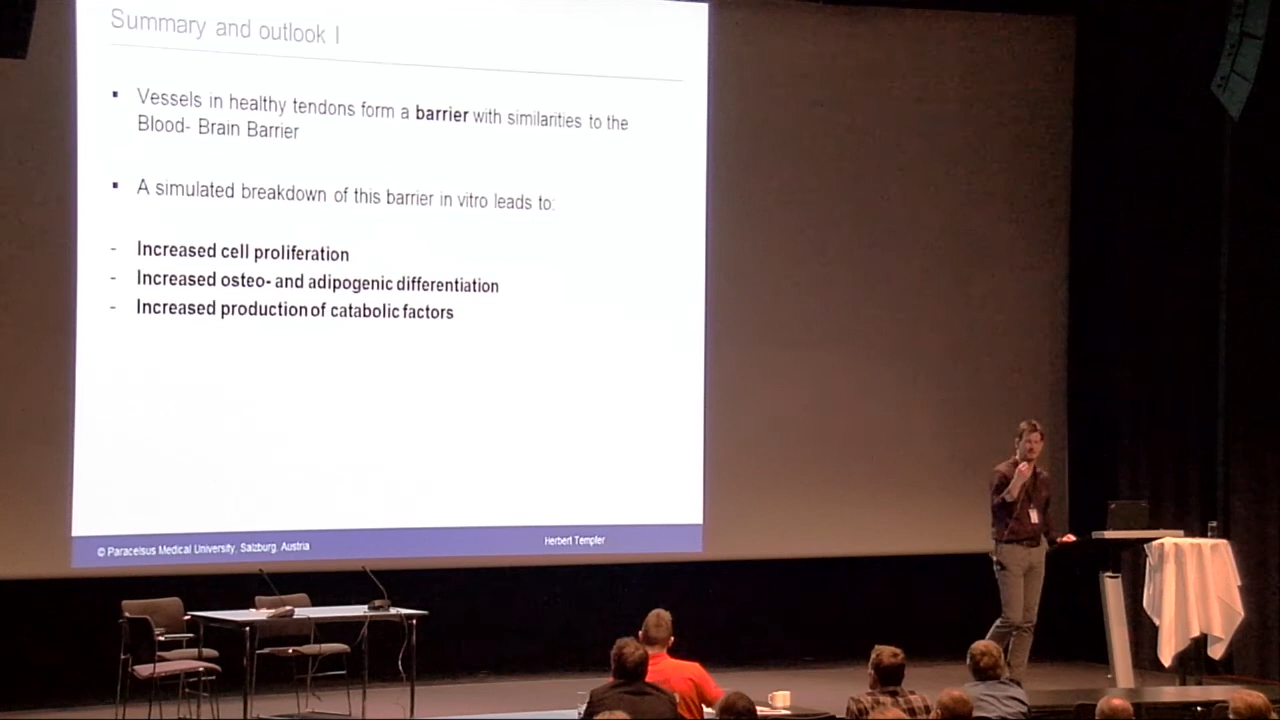 Summary and outlook I
▪ Vessels in healthy tendons form a barrier with similarities to the
Blood- Brain Barrier
▪ A simulated breakdown of this barrier in vitro leads to:
- Increased cell proliferation
- Increased osteo- and adipogenic differentiation
- Increased production of catabolic factors
© Paracelsus Medical University, Salzburg, Austria
Herbert Tempfer